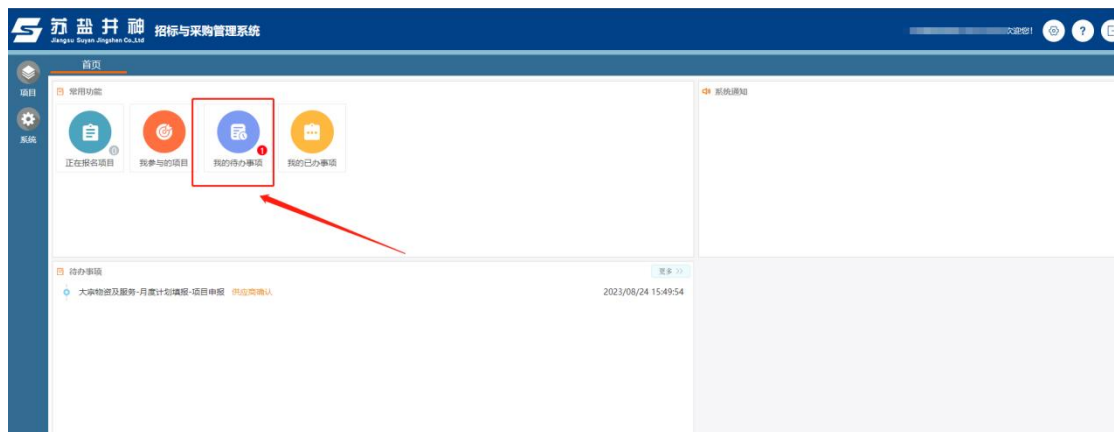 苏盐井神
Jiangsu Suyan Jingshen Co.,Ltd
招标与采购管理系统
欢迎您!
?
首页
项目
系统
常用功能
系统通知
0
1
正在报名项目
我参与的项目
我的待办事项
我的已办事项
待办事项
更多 >>
大宗物资及服务-月度计划填报-项目申报 供应商确认
2023/08/24 15:49:54